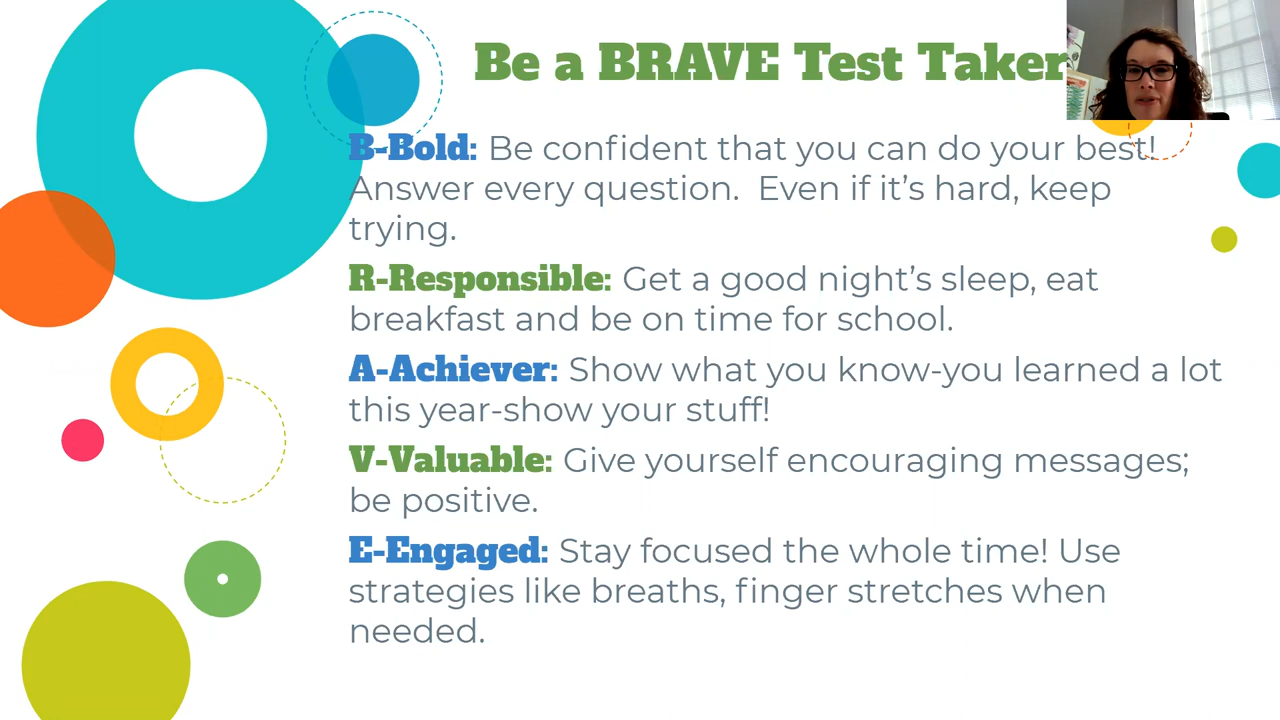 Be a BRAVE Test Taker
B-Bold: Be confident that you can do your best!
Answer every question.  Even if it’s hard, keep
trying.
R-Responsible: Get a good night’s sleep, eat
breakfast and be on time for school.
A-Achiever: Show what you know-you learned a lot
this year-show your stuff!
V-Valuable: Give yourself encouraging messages;
be positive.
E-Engaged: Stay focused the whole time! Use
strategies like breaths, finger stretches when
needed.